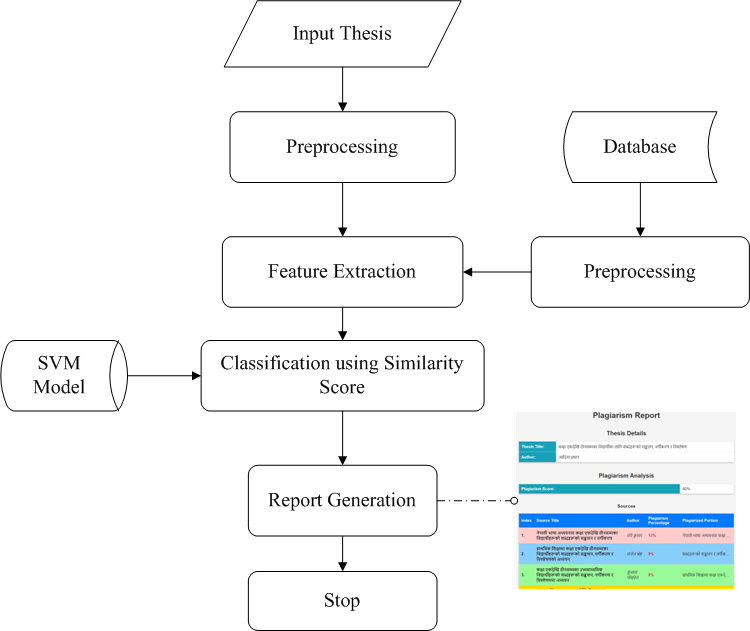 Input Thesis
Preprocessing
Database
Feature Extraction
Preprocessing
SVM
Model
Classification using Similarity
Score
Report Generation
Stop
Plagiarism Report
Thesis Details
Thesis Title:
Author:
Plagiarism Analysis
Plagiarism Score:
40%
Sources
Index Source Title Author Plagiarism Percentage Plagiarized Portion
1.
13%
2.
9%
3.
9%